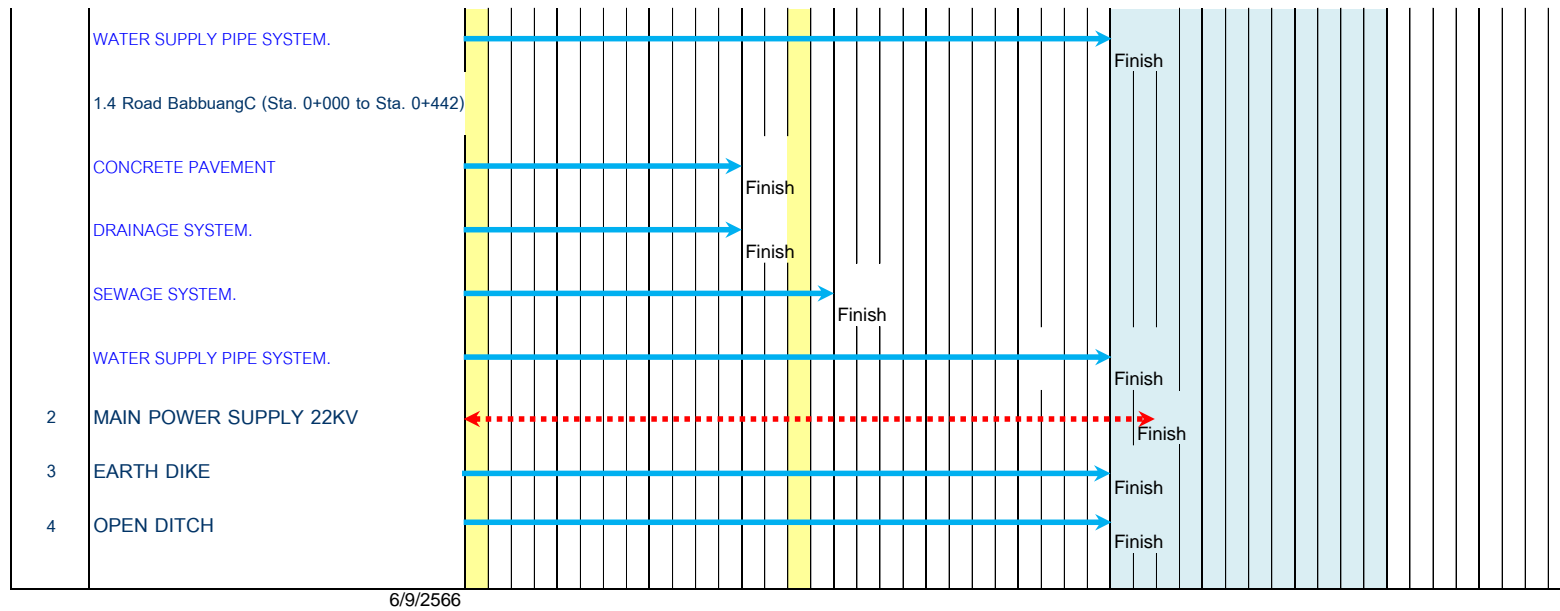 WATER SUPPLY PIPE SYSTEM.
Finish
1.4 Road BabbuangC (Sta. 0+000 to Sta. 0+442)
CONCRETE PAVEMENT
Finish
DRAINAGE SYSTEM.
Finish
SEWAGE SYSTEM.
Finish
WATER SUPPLY PIPE SYSTEM.
Finish
2 MAIN POWER SUPPLY 22KV
Finish
3 EARTH DIKE
Finish
4 OPEN DITCH
Finish
6/9/2566